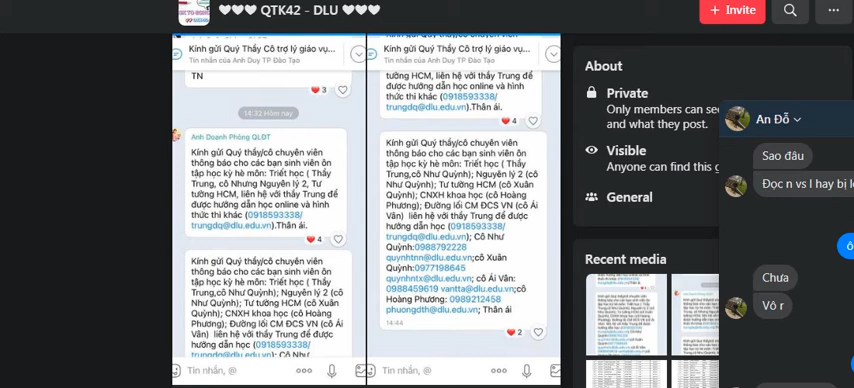 ♥♥♥ QTK42 - DLU ♥♥♥
+ Invite
Kính gửi Quý Thầy Cô trợ lý giáo vụ...
Tin nhắn của Anh Duy TP Đào Tạo
TN
3
14:32 Hôm nay
Anh Doanh Phòng QLĐT
Kính gửi Quý thầy/cô chuyên viên
thông báo cho các bạn sinh viên ôn
tập học kỳ hè môn: Triết học ( Thầy
Trung, cô Nhưng Nguyên lý 2, Tư
tưởng HCM, liên hệ với thầy Trung để
được hướng dẫn học online và hình
thức thi khác (0918593338/
trungdq@dlu.edu.vn).Thân ái.
4
Kính gửi Quý thầy/cô chuyên viên
thông báo cho các bạn sinh viên ôn
tập học kỳ hè môn: Triết học ( Thầy
Trung,cô Như Quỳnh); Nguyên lý 2 (cô
Như Quỳnh); Tư tưởng HCM (cô Xuân
Quỳnh); CNXH khoa học (cô Hoàng
Phương); Đường lối CM ĐCS VN (cô Ái
Vân) liên hệ với thầy Trung để được
hướng dẫn học (0918593338/
trungdq@dlu.edu.vn); Cô Như
Tin nhắn, @
Kính gửi Quý Thầy Cô trợ lý giáo vụ...
Tin nhắn của Anh Duy TP Đào Tạo
tập học kỳ hè môn: Nguyên lý 2, Tư
tưởng HCM, liên hệ với thầy Trung để
được hướng dẫn học online và hình
thức thi khác (0918593338/
trungdq@dlu.edu.vn).Thân ái.
4
Kính gửi Quý thầy/cô chuyên viên
thông báo cho các bạn sinh viên ôn
tập học kỳ hè môn: Triết học ( Thầy
Trung,cô Như Quỳnh); Nguyên lý 2 (cô
Như Quỳnh); Tư tưởng HCM (cô Xuân
Quỳnh); CNXH khoa học (cô Hoàng
Phương); Đường lối CM ĐCS VN (cô Ái
Vân) liên hệ với thầy Trung để được
hướng dẫn học (0918593338/
trungdq@dlu.edu.vn); Cô Như
Quỳnh:0988792228
quynhtnn@dlu.edu.vn;cô Xuân
Quỳnh:0977198645
quynhntx@dlu.edu.vn; cô Ái Vân:
0988459619 vantta@dlu.edu.vn;cô
Hoàng Phương: 0989212458
phuongdth@dlu.edu.vn; Thân ái
14:44
2
Tin nhắn, @
About
Private
Only members can see
and what they post.
Visible
Anyone can find this g
General
Recent media
An Đỗ
Sao đâu
Đọc n vs l hay bị l
ô
Chưa
Vô r